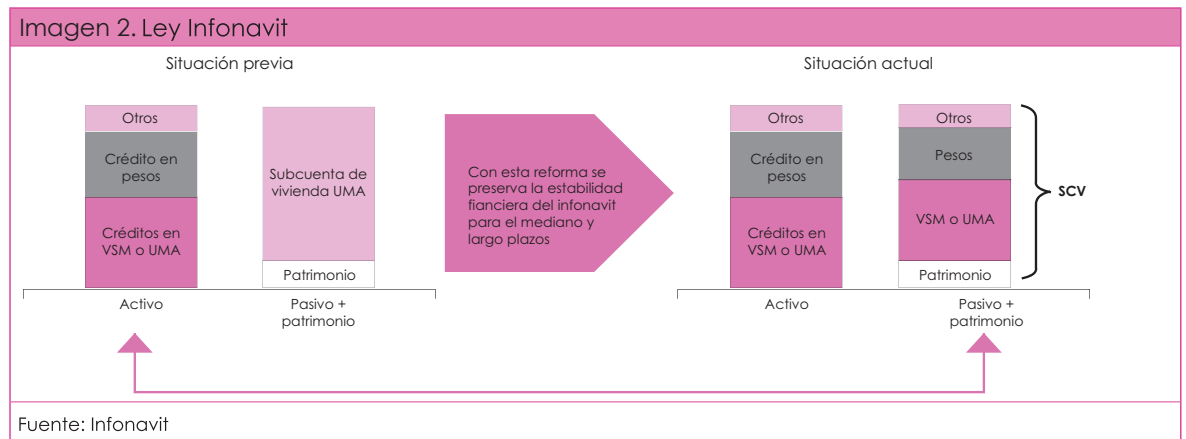 Imagen 2. Ley Infonavit
Situación previa
Otros
Crédito en
pesos
Créditos en
VSM o UMA
Activo
Subcuenta de
vivienda UMA
Patrimonio
Pasivo +
patrimonio
Con esta reforma se
preserva la estabilidad
fianciera del infonavit
para el mediano y
largo plazos
Situación actual
Otros
Crédito en
pesos
Créditos en
VSM o UMA
Activo
Otros
Pesos
VSM o UMA
Patrimonio
Pasivo +
patrimonio
SCV
Fuente: Infonavit